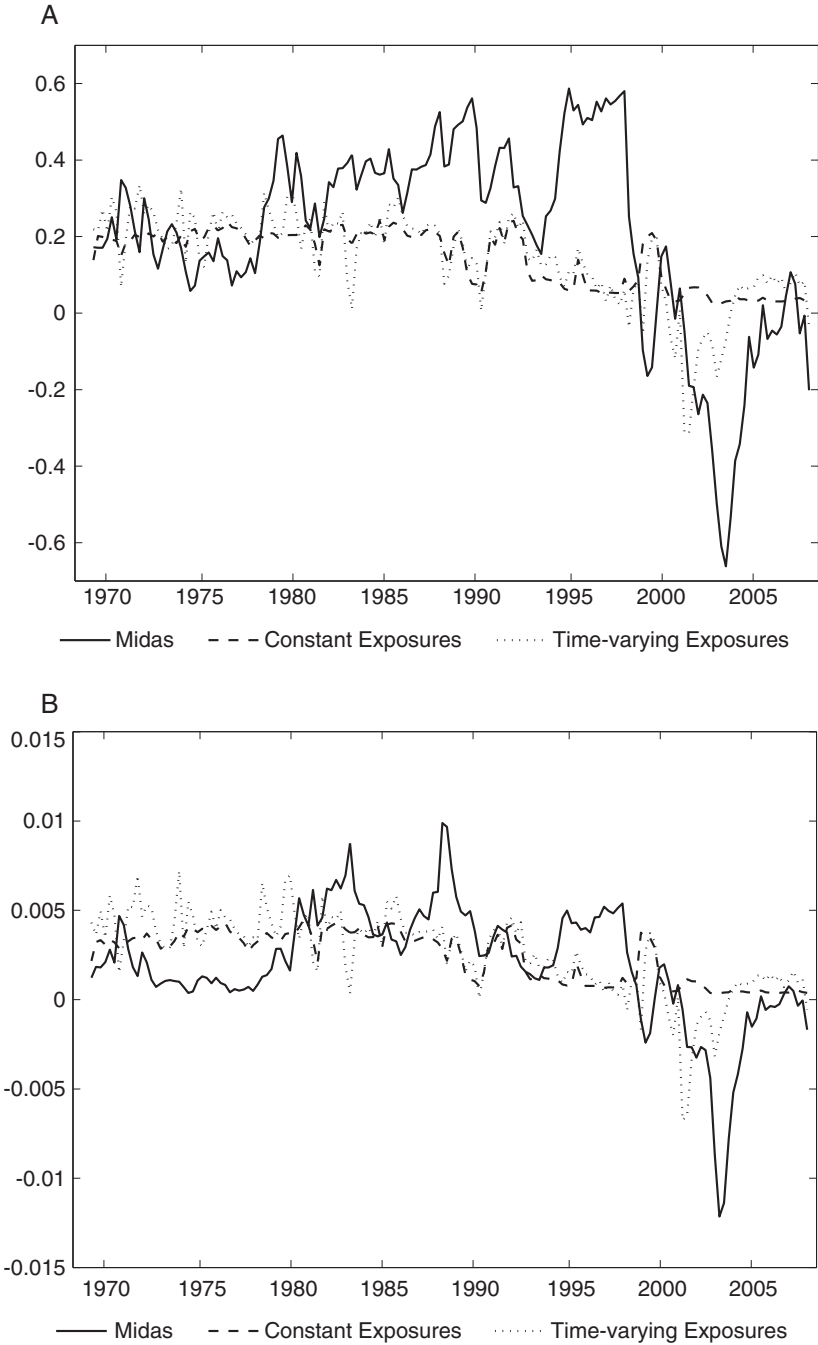 A
0.6
0.4
0.2
0
-0.2
-0.4
-0.6
1970 1975 1980 1985 1990 1995 2000 2005
Midas Constant Exposures Time-varying Exposures
B
0.015
0.01
0.005
0
-0.005
-0.01
-0.015
1970 1975 1980 1985 1990 1995 2000 2005
Midas Constant Exposures Time-varying Exposures